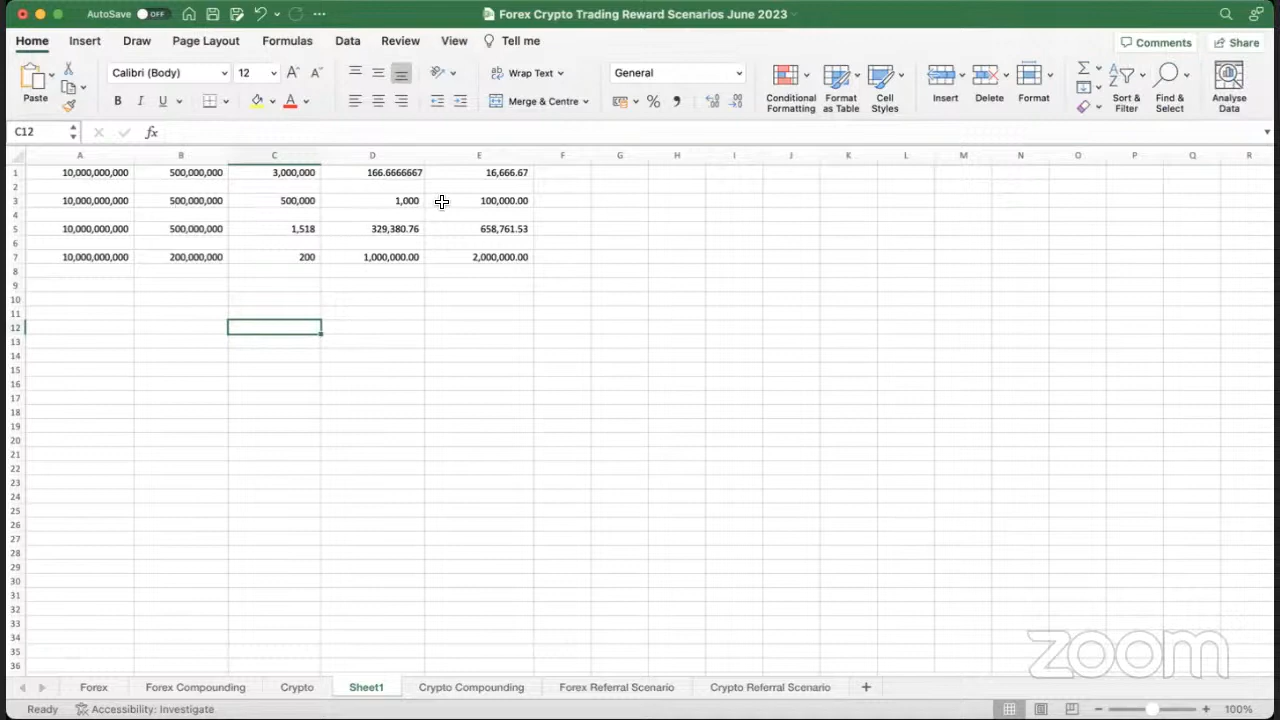 AutoSave OFF Forex Crypto Trading Reward Scenarios June 2023
Home Insert Draw Page Layout Formulas Data Review View Tell me Comments Share
Paste Calibri (Body) 12 A A Wrap Text General Conditional Formatting Format as Table Cell Styles Insert Delete Format Sort & Filter Find & Select Analyse Data
B I U A Merge & Centre % 
C12 fx
A B C D E F G H I J K L M N O P Q R
1 10,000,000,000 500,000,000 3,000,000 166.6666667 16,666.67
2
3 10,000,000,000 500,000,000 500,000 1,000 100,000.00
4
5 10,000,000,000 500,000,000 1,518 329,380.76 658,761.53
6
7 10,000,000,000 200,000,000 200 1,000,000.00 2,000,000.00
8
9
10
11
12
13
14
15
16
17
18
19
20
21
22
23
24
25
26
27
28
29
30
31
32
33
34
35
36
zoom
Forex Forex Compounding Crypto Sheet1 Crypto Compounding Forex Referral Scenario Crypto Referral Scenario +
Ready Accessibility: Investigate 100%